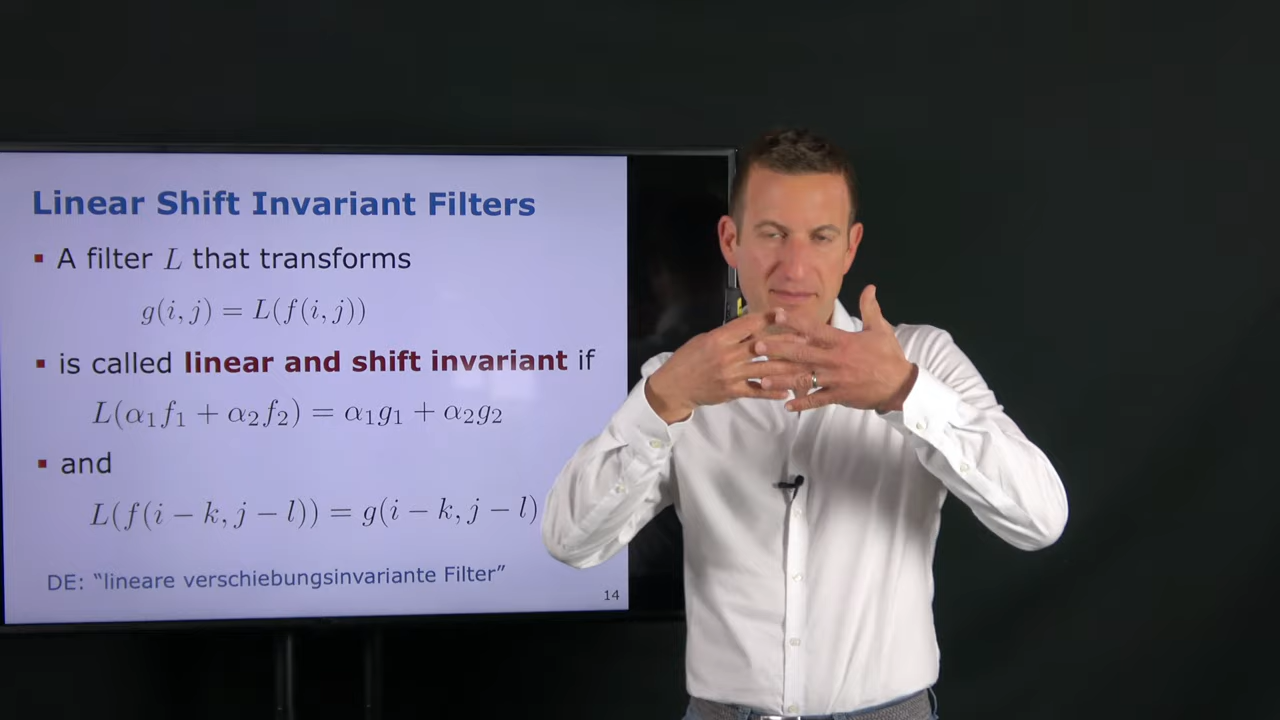 Linear Shift Invariant Filters
▪ A filter L that transforms
g(i, j) = L(f(i, j))
▪ is called linear and shift invariant if
L(α₁f₁ + α₂f₂) = α₁g₁ + α₂g₂
▪ and
L(f(i − k, j − l)) = g(i − k, j − l)
DE: “lineare verschiebungsinvariante Filter”
14